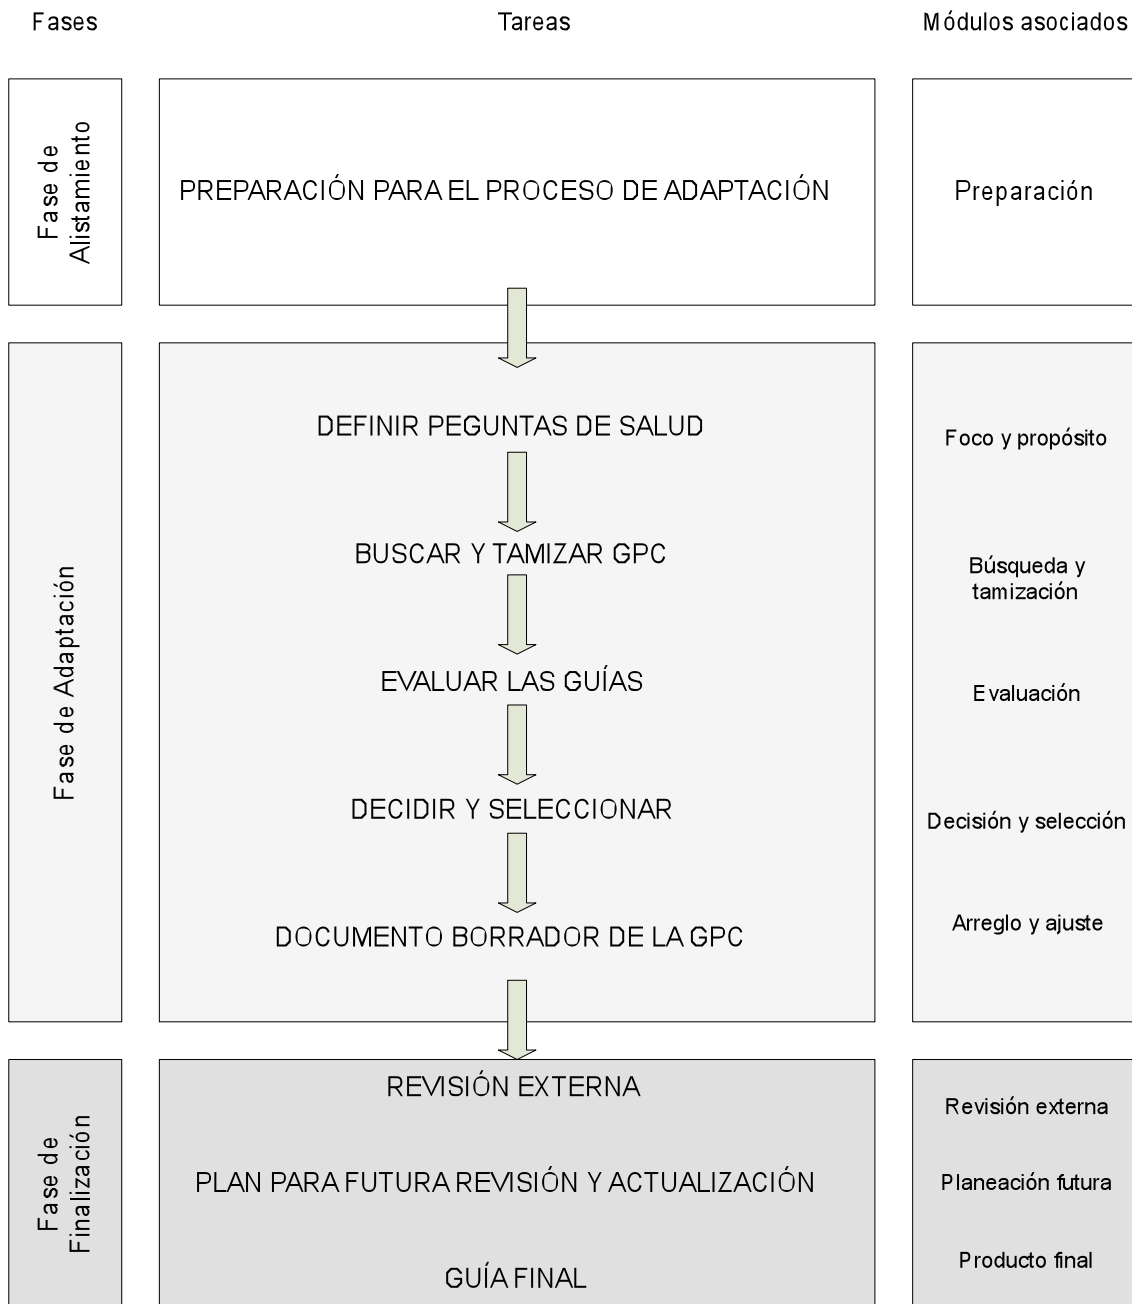 Fases
Tareas
Módulos asociados
Fase de
Alistamiento
PREPARACIÓN PARA EL PROCESO DE ADAPTACIÓN
Preparación
Fase de Adaptación
DEFINIR PEGUNTAS DE SALUD
Foco y propósito
BUSCAR Y TAMIZAR GPC
Búsqueda y
tamización
EVALUAR LAS GUÍAS
Evaluación
DECIDIR Y SELECCIONAR
Decisión y selección
DOCUMENTO BORRADOR DE LA GPC
Arreglo y ajuste
Fase de
Finalización
REVISIÓN EXTERNA
Revisión externa
PLAN PARA FUTURA REVISIÓN Y ACTUALIZACIÓN
Planeación futura
GUÍA FINAL
Producto final